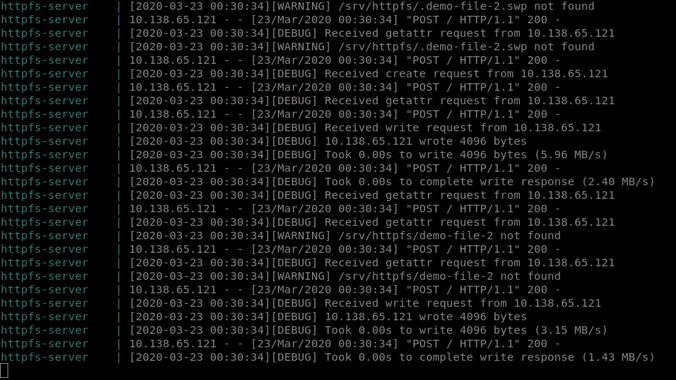 httpfs-server    | [2020-03-23 00:30:34][WARNING] /srv/httpfs/.demo-file-2.swp not found
httpfs-server    | 10.138.65.121 - - [23/Mar/2020 00:30:34] "POST / HTTP/1.1" 200 -
httpfs-server    | [2020-03-23 00:30:34][DEBUG] Received getattr request from 10.138.65.121
httpfs-server    | [2020-03-23 00:30:34][WARNING] /srv/httpfs/.demo-file-2.swp not found
httpfs-server    | 10.138.65.121 - - [23/Mar/2020 00:30:34] "POST / HTTP/1.1" 200 -
httpfs-server    | [2020-03-23 00:30:34][DEBUG] Received create request from 10.138.65.121
httpfs-server    | 10.138.65.121 - - [23/Mar/2020 00:30:34] "POST / HTTP/1.1" 200 -
httpfs-server    | [2020-03-23 00:30:34][DEBUG] Received getattr request from 10.138.65.121
httpfs-server    | 10.138.65.121 - - [23/Mar/2020 00:30:34] "POST / HTTP/1.1" 200 -
httpfs-server    | [2020-03-23 00:30:34][DEBUG] Received write request from 10.138.65.121
httpfs-server    | [2020-03-23 00:30:34][DEBUG] 10.138.65.121 wrote 4096 bytes
httpfs-server    | [2020-03-23 00:30:34][DEBUG] Took 0.00s to write 4096 bytes (5.96 MB/s)
httpfs-server    | 10.138.65.121 - - [23/Mar/2020 00:30:34] "POST / HTTP/1.1" 200 -
httpfs-server    | [2020-03-23 00:30:34][DEBUG] Took 0.00s to complete write response (2.40 MB/s)
httpfs-server    | [2020-03-23 00:30:34][DEBUG] Received getattr request from 10.138.65.121
httpfs-server    | 10.138.65.121 - - [23/Mar/2020 00:30:34] "POST / HTTP/1.1" 200 -
httpfs-server    | [2020-03-23 00:30:34][DEBUG] Received getattr request from 10.138.65.121
httpfs-server    | [2020-03-23 00:30:34][WARNING] /srv/httpfs/demo-file-2 not found
httpfs-server    | 10.138.65.121 - - [23/Mar/2020 00:30:34] "POST / HTTP/1.1" 200 -
httpfs-server    | [2020-03-23 00:30:34][DEBUG] Received getattr request from 10.138.65.121
httpfs-server    | [2020-03-23 00:30:34][WARNING] /srv/httpfs/demo-file-2 not found
httpfs-server    | 10.138.65.121 - - [23/Mar/2020 00:30:34] "POST / HTTP/1.1" 200 -
httpfs-server    | [2020-03-23 00:30:34][DEBUG] Received write request from 10.138.65.121
httpfs-server    | [2020-03-23 00:30:34][DEBUG] 10.138.65.121 wrote 4096 bytes
httpfs-server    | [2020-03-23 00:30:34][DEBUG] Took 0.00s to write 4096 bytes (3.15 MB/s)
httpfs-server    | 10.138.65.121 - - [23/Mar/2020 00:30:34] "POST / HTTP/1.1" 200 -
httpfs-server    | [2020-03-23 00:30:34][DEBUG] Took 0.00s to complete write response (1.43 MB/s)